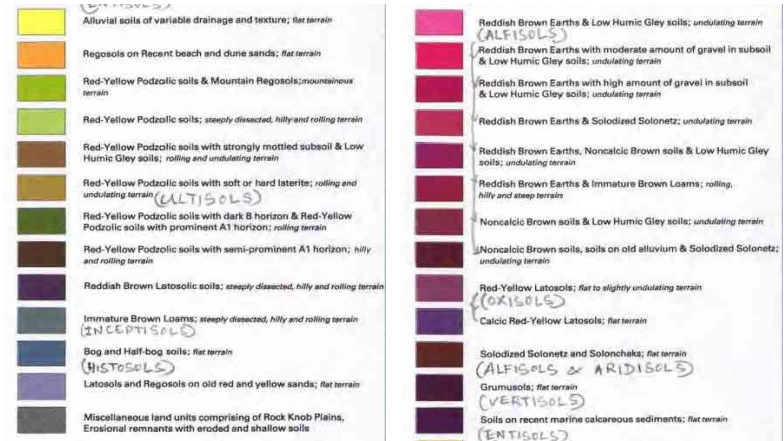 (ENTISOLS)
Alluvial soils of variable drainage and texture; flat terrain
Regosols on Recent beach and dune sands; flat terrain
Red-Yellow Podzolic soils & Mountain Regosols;mountainous
terrain
Red-Yellow Podzolic soils; steeply dissected, hilly and rolling terrain
Red-Yellow Podzolic soils with strongly mottled subsoil & Low
Humic Gley soils; rolling and undulating terrain
Red-Yellow Podzolic soils with soft or hard laterite; rolling and
undulating terrain (ULTISOLS)
Red-Yellow Podzolic soils with dark B horizon & Red-Yellow
Podzolic soils with prominent A1 horizon; rolling terrain
Red-Yellow Podzolic soils with semi-prominent A1 horizon; hilly
and rolling terrain
Reddish Brown Latosolic soils; steeply dissected, hilly and rolling terrain
Immature Brown Loams; steeply dissected, hilly and rolling terrain
(INCEPTISOLS)
Bog and Half-bog soils; flat terrain
(HISTOSOLS)
Latosols and Regosols on old red and yellow sands; flat terrain
Miscellaneous land units comprising of Rock Knob Plains,
Erosional remnants with eroded and shallow soils
Reddish Brown Earths & Low Humic Gley soils; undulating terrain
(ALFISOLS)
Reddish Brown Earths with moderate amount of gravel in subsoil
& Low Humic Gley soils; undulating terrain
Reddish Brown Earths with high amount of gravel in subsoil
& Low Humic Gley soils; undulating terrain
Reddish Brown Earths & Solodized Solonetz; undulating terrain
Reddish Brown Earths, Noncalcic Brown soils & Low Humic Gley
soils; undulating terrain
Reddish Brown Earths & Immature Brown Loams; rolling,
hilly and steep terrain
Noncalcic Brown soils & Low Humic Gley soils; undulating terrain
Noncalcic Brown soils, soils on old alluvium & Solodized Solonetz;
undulating terrain
Red-Yellow Latosols; flat to slightly undulating terrain
(OXISOLS)
Calcic Red-Yellow Latosols; flat terrain
Solodized Solonetz and Solonchaks; flat terrain
(ALFISOLS & ARIDISOLS)
Grumusols; flat terrain
(VERTISOLS)
Soils on recent marine calcareous sediments; flat terrain
(ENTISOLS)